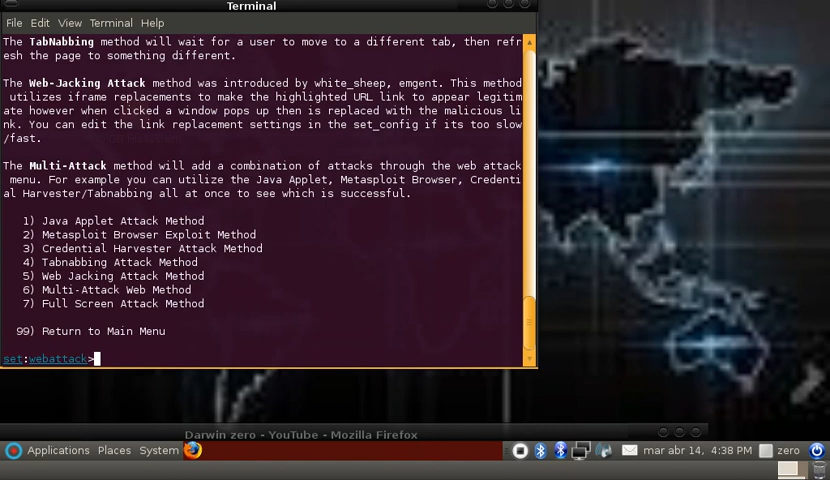 Terminal
File Edit View Terminal Help
The TabNabbing method will wait for a user to move to a different tab, then refr
esh the page to something different.
The Web-Jacking Attack method was introduced by white_sheep, emgent. This method
utilizes iframe replacements to make the highlighted URL link to appear legitim
ate however when clicked a window pops up then is replaced with the malicious li
nk. You can edit the link replacement settings in the set_config if its too slow
/fast.
The Multi-Attack method will add a combination of attacks through the web attack
menu. For example you can utilize the Java Applet, Metasploit Browser, Credenti
al Harvester/Tabnabbing all at once to see which is successful.
1) Java Applet Attack Method
2) Metasploit Browser Exploit Method
3) Credential Harvester Attack Method
4) Tabnabbing Attack Method
5) Web Jacking Attack Method
6) Multi-Attack Web Method
7) Full Screen Attack Method
99) Return to Main Menu
set:webattack>
Darwin zero - YouTube - Mozilla Firefox
Applications Places System mar abr 14, 4:38 PM zero